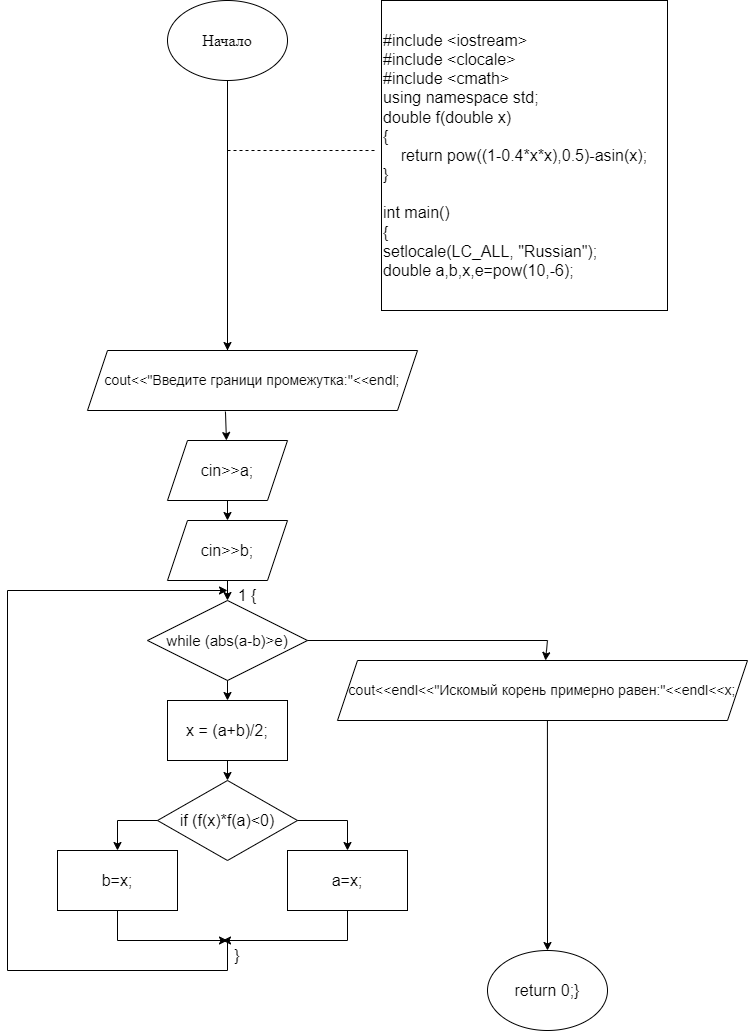 Начало
#include <iostream>
#include <clocale>
#include <cmath>
using namespace std;
double f(double x)
{
return pow((1-0.4*x*x),0.5)-asin(x);
}
int main()
{
setlocale(LC_ALL, "Russian");
double a,b,x,e=pow(10,-6);
cout<<"Введите граници промежутка:"<<endl;
cin>>a;
cin>>b;
1 {
while (abs(a-b)>e)
cout<<endl<<"Искомый корень примерно равен:"<<endl<<x;
x = (a+b)/2;
if (f(x)*f(a)<0)
b=x;
a=x;
}
return 0;}